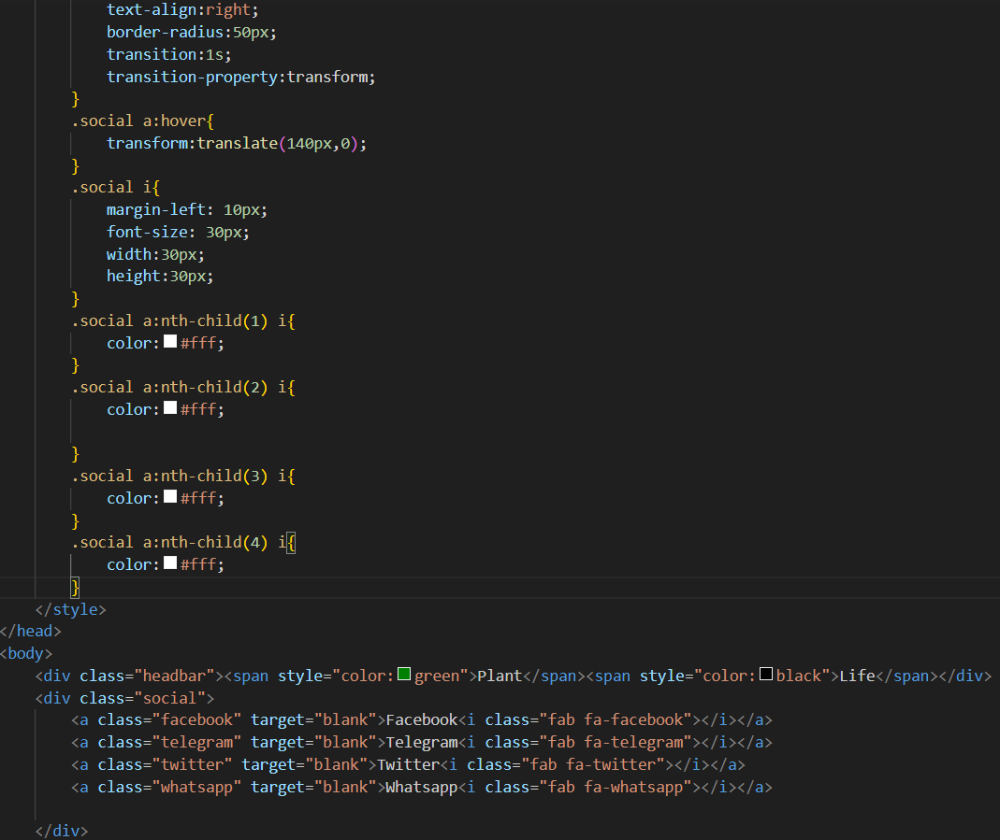 text-align:right;
border-radius:50px;
transition:1s;
transition-property:transform;
}
.social a:hover{
transform:translate(140px,0);
}
.social i{
margin-left: 10px;
font-size: 30px;
width:30px;
height:30px;
}
.social a:nth-child(1) i{
color:#fff;
}
.social a:nth-child(2) i{
color:#fff;
}
.social a:nth-child(3) i{
color:#fff;
}
.social a:nth-child(4) i{
color:#fff;
}
</style>
</head>
<body>
<div class="headbar"><span style="color:green">Plant</span><span style="color:black">Life</span></div>
<div class="social">
<a class="facebook" target="blank">Facebook<i class="fab fa-facebook"></i></a>
<a class="telegram" target="blank">Telegram<i class="fab fa-telegram"></i></a>
<a class="twitter" target="blank">Twitter<i class="fab fa-twitter"></i></a>
<a class="whatsapp" target="blank">Whatsapp<i class="fab fa-whatsapp"></i></a>
</div>